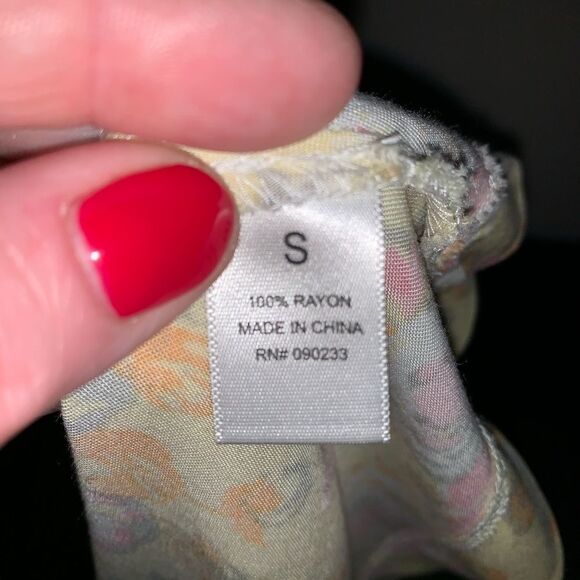 S
100% RAYON
MADE IN CHINA
RN# 090233